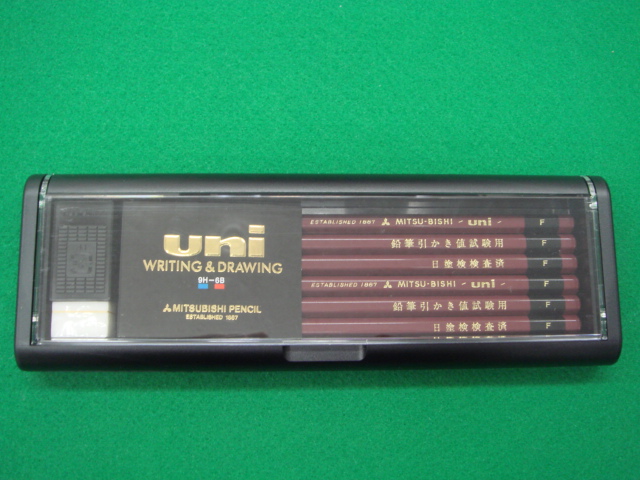 uni
WRITING & DRAWING
9H-6B
MITSUBISHI PENCIL
ESTABLISHED 1887
ESTABLISHED 1887 MITSU-BISHI uni F
鉛筆引かき値試験用 F
日塗検検査済 F
ESTABLISHED 1887 MITSU-BISHI uni F
鉛筆引かき値試験用 F
日塗検検査済 F